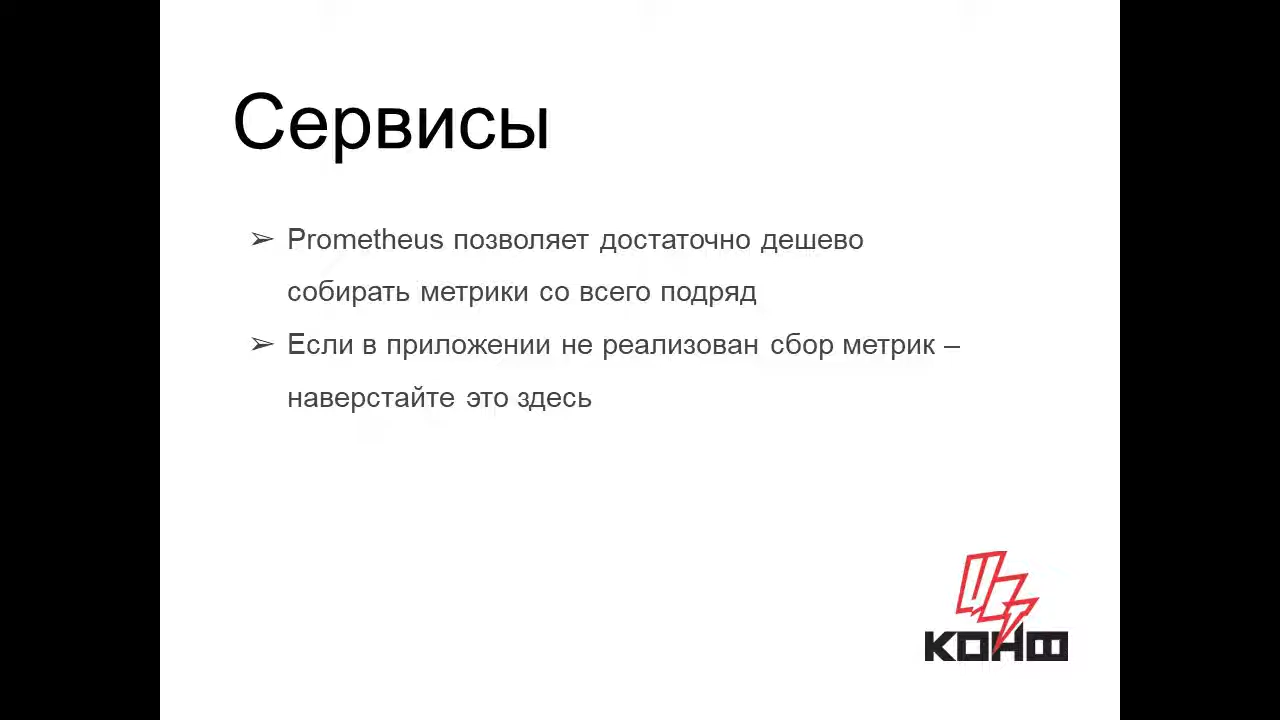 Сервисы
➢ Prometheus позволяет достаточно дешево
собирать метрики со всего подряд
➢ Если в приложении не реализован сбор метрик –
наверстайте это здесь
КОНФ